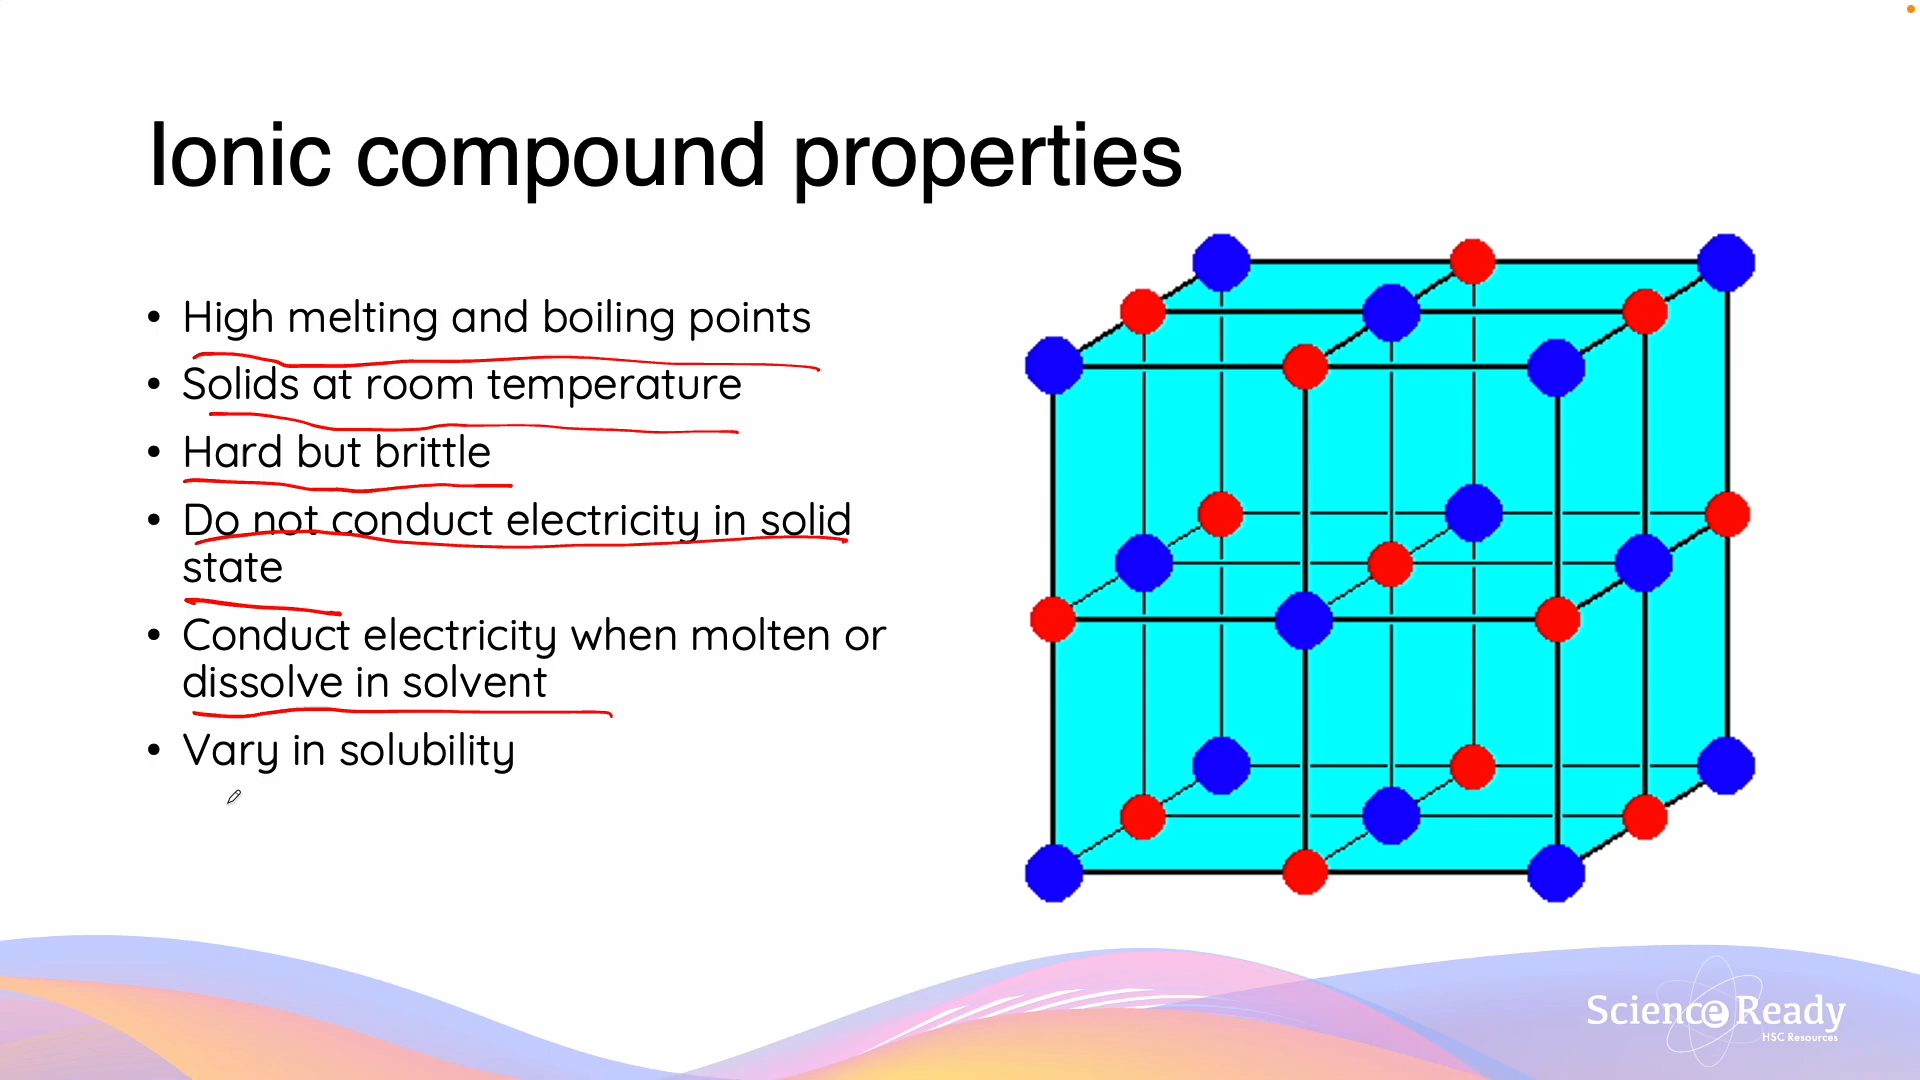 Ionic compound properties
• High melting and boiling points
• Solids at room temperature
• Hard but brittle
• Do not conduct electricity in solid
state
• Conduct electricity when molten or
dissolve in solvent
• Vary in solubility
Science Ready
HSC Resources